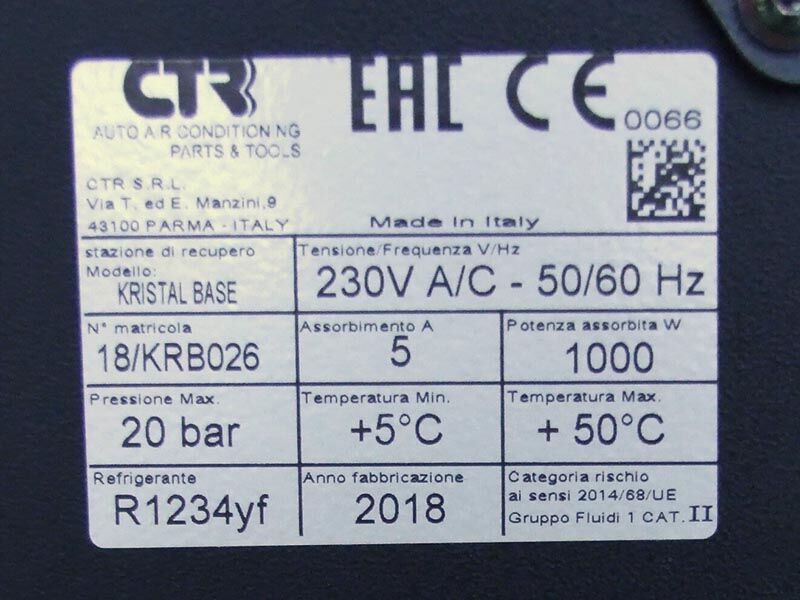 CTR
EAC CE 0066
AUTO AIR CONDITIONING
PARTS & TOOLS
CTR S.R.L.
Via T. ed E. Manzini,9
43100 PARMA - ITALY
Made In Italy
stazione di recupero
Modello:
KRISTAL BASE
Tensione/Frequenza V/Hz
230V A/C - 50/60 Hz
N° matricola
18/KRB026
Assorbimento A
5
Potenza assorbita W
1000
Pressione Max.
20 bar
Temperatura Min.
+5°C
Temperatura Max.
+ 50°C
Refrigerante
R1234yf
Anno fabbricazione
2018
Categoria rischio
ai sensi 2014/68/UE
Gruppo Fluidi 1 CAT. II